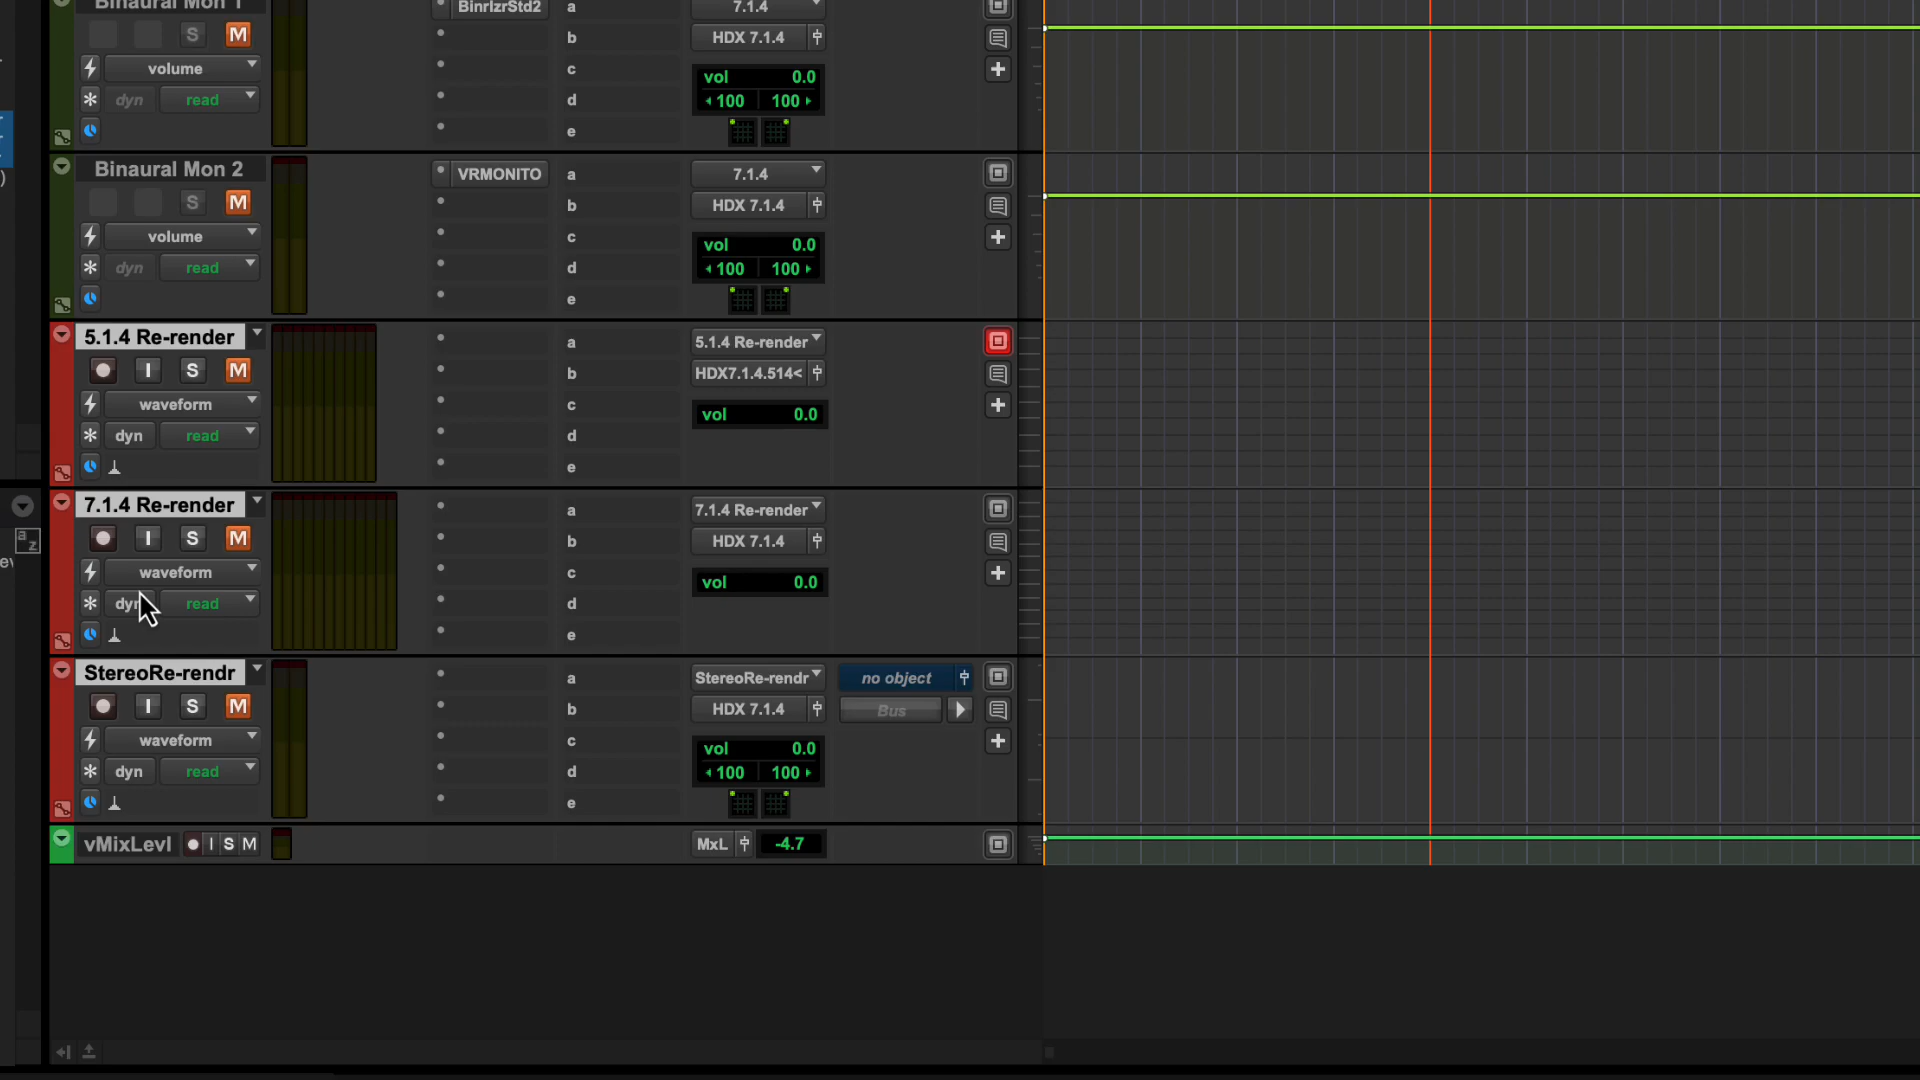 Binaural Mon 1
BinrlzrStd2
a
7.1.4
S
M
b
HDX 7.1.4
volume
c
vol 0.0
dyn
read
d
100 100
e
Binaural Mon 2
VRMONITO
a
7.1.4
S
M
b
HDX 7.1.4
volume
c
vol 0.0
dyn
read
d
100 100
e
5.1.4 Re-render
a
5.1.4 Re-render
I
S
M
b
HDX7.1.4.514<
waveform
c
vol 0.0
dyn
read
d
e
7.1.4 Re-render
a
7.1.4 Re-render
I
S
M
b
HDX 7.1.4
a z
waveform
c
vol 0.0
dyn
read
d
e
StereoRe-rendr
a
StereoRe-rendr
no object
I
S
M
b
HDX 7.1.4
Bus
waveform
c
vol 0.0
dyn
read
d
100 100
e
vMixLevl
I S M
MxL
-4.7